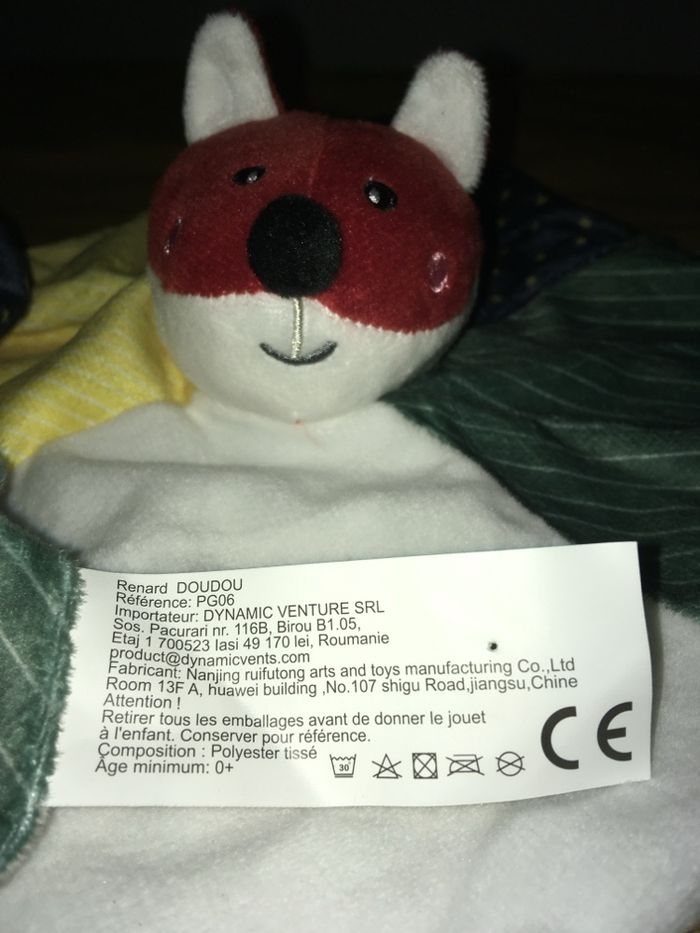 Renard DOUDOU
Référence: PG06
Importateur: DYNAMIC VENTURE SRL
Sos. Pacurari nr. 116B, Birou B1.05,
Etaj 1 700523 Iasi 49 170 lei, Roumanie
product@dynamicvents.com
Fabricant: Nanjing ruifutong arts and toys manufacturing Co.,Ltd
Room 13F A, huawei building ,No.107 shigu Road,jiangsu,Chine
Attention !
Retirer tous les emballages avant de donner le jouet
à l'enfant. Conserver pour référence.
Composition : Polyester tissé
Âge minimum: 0+
30
CE